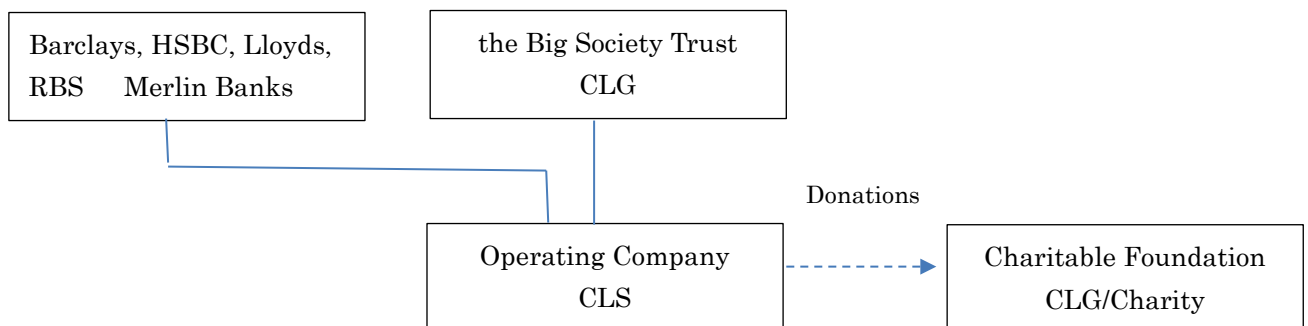 Barclays, HSBC, Lloyds,
RBS Merlin Banks
the Big Society Trust
CLG
Donations
Operating Company
CLS
Charitable Foundation
CLG/Charity